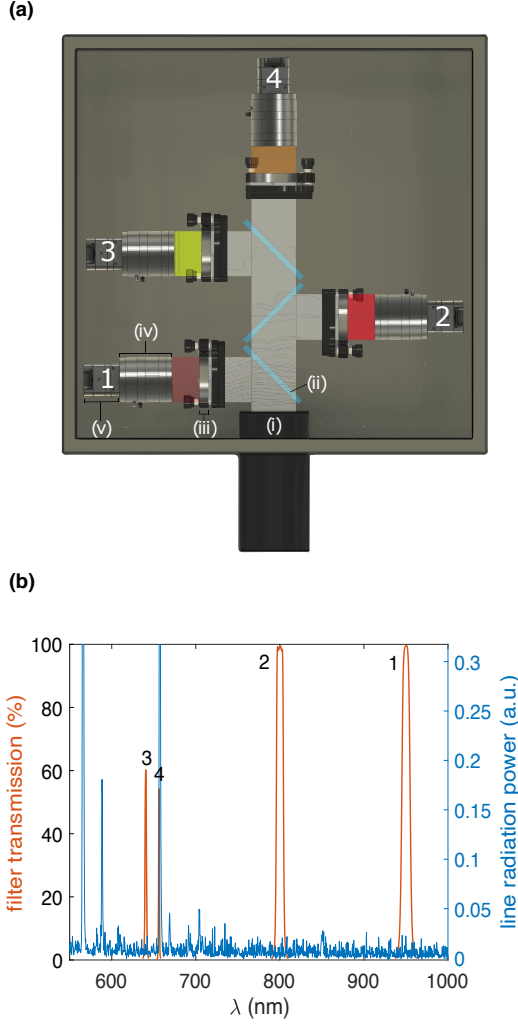 (a)
4
3
2
(iv)
1
(ii)
(v)
(iii)
(i)
(b)
100
80
60
40
20
0
filter transmission (%)
0.3
0.25
0.2
0.15
0.1
0.05
0
line radiation power (a.u.)
2
1
3
4
600
700
800
900
1000
λ (nm)